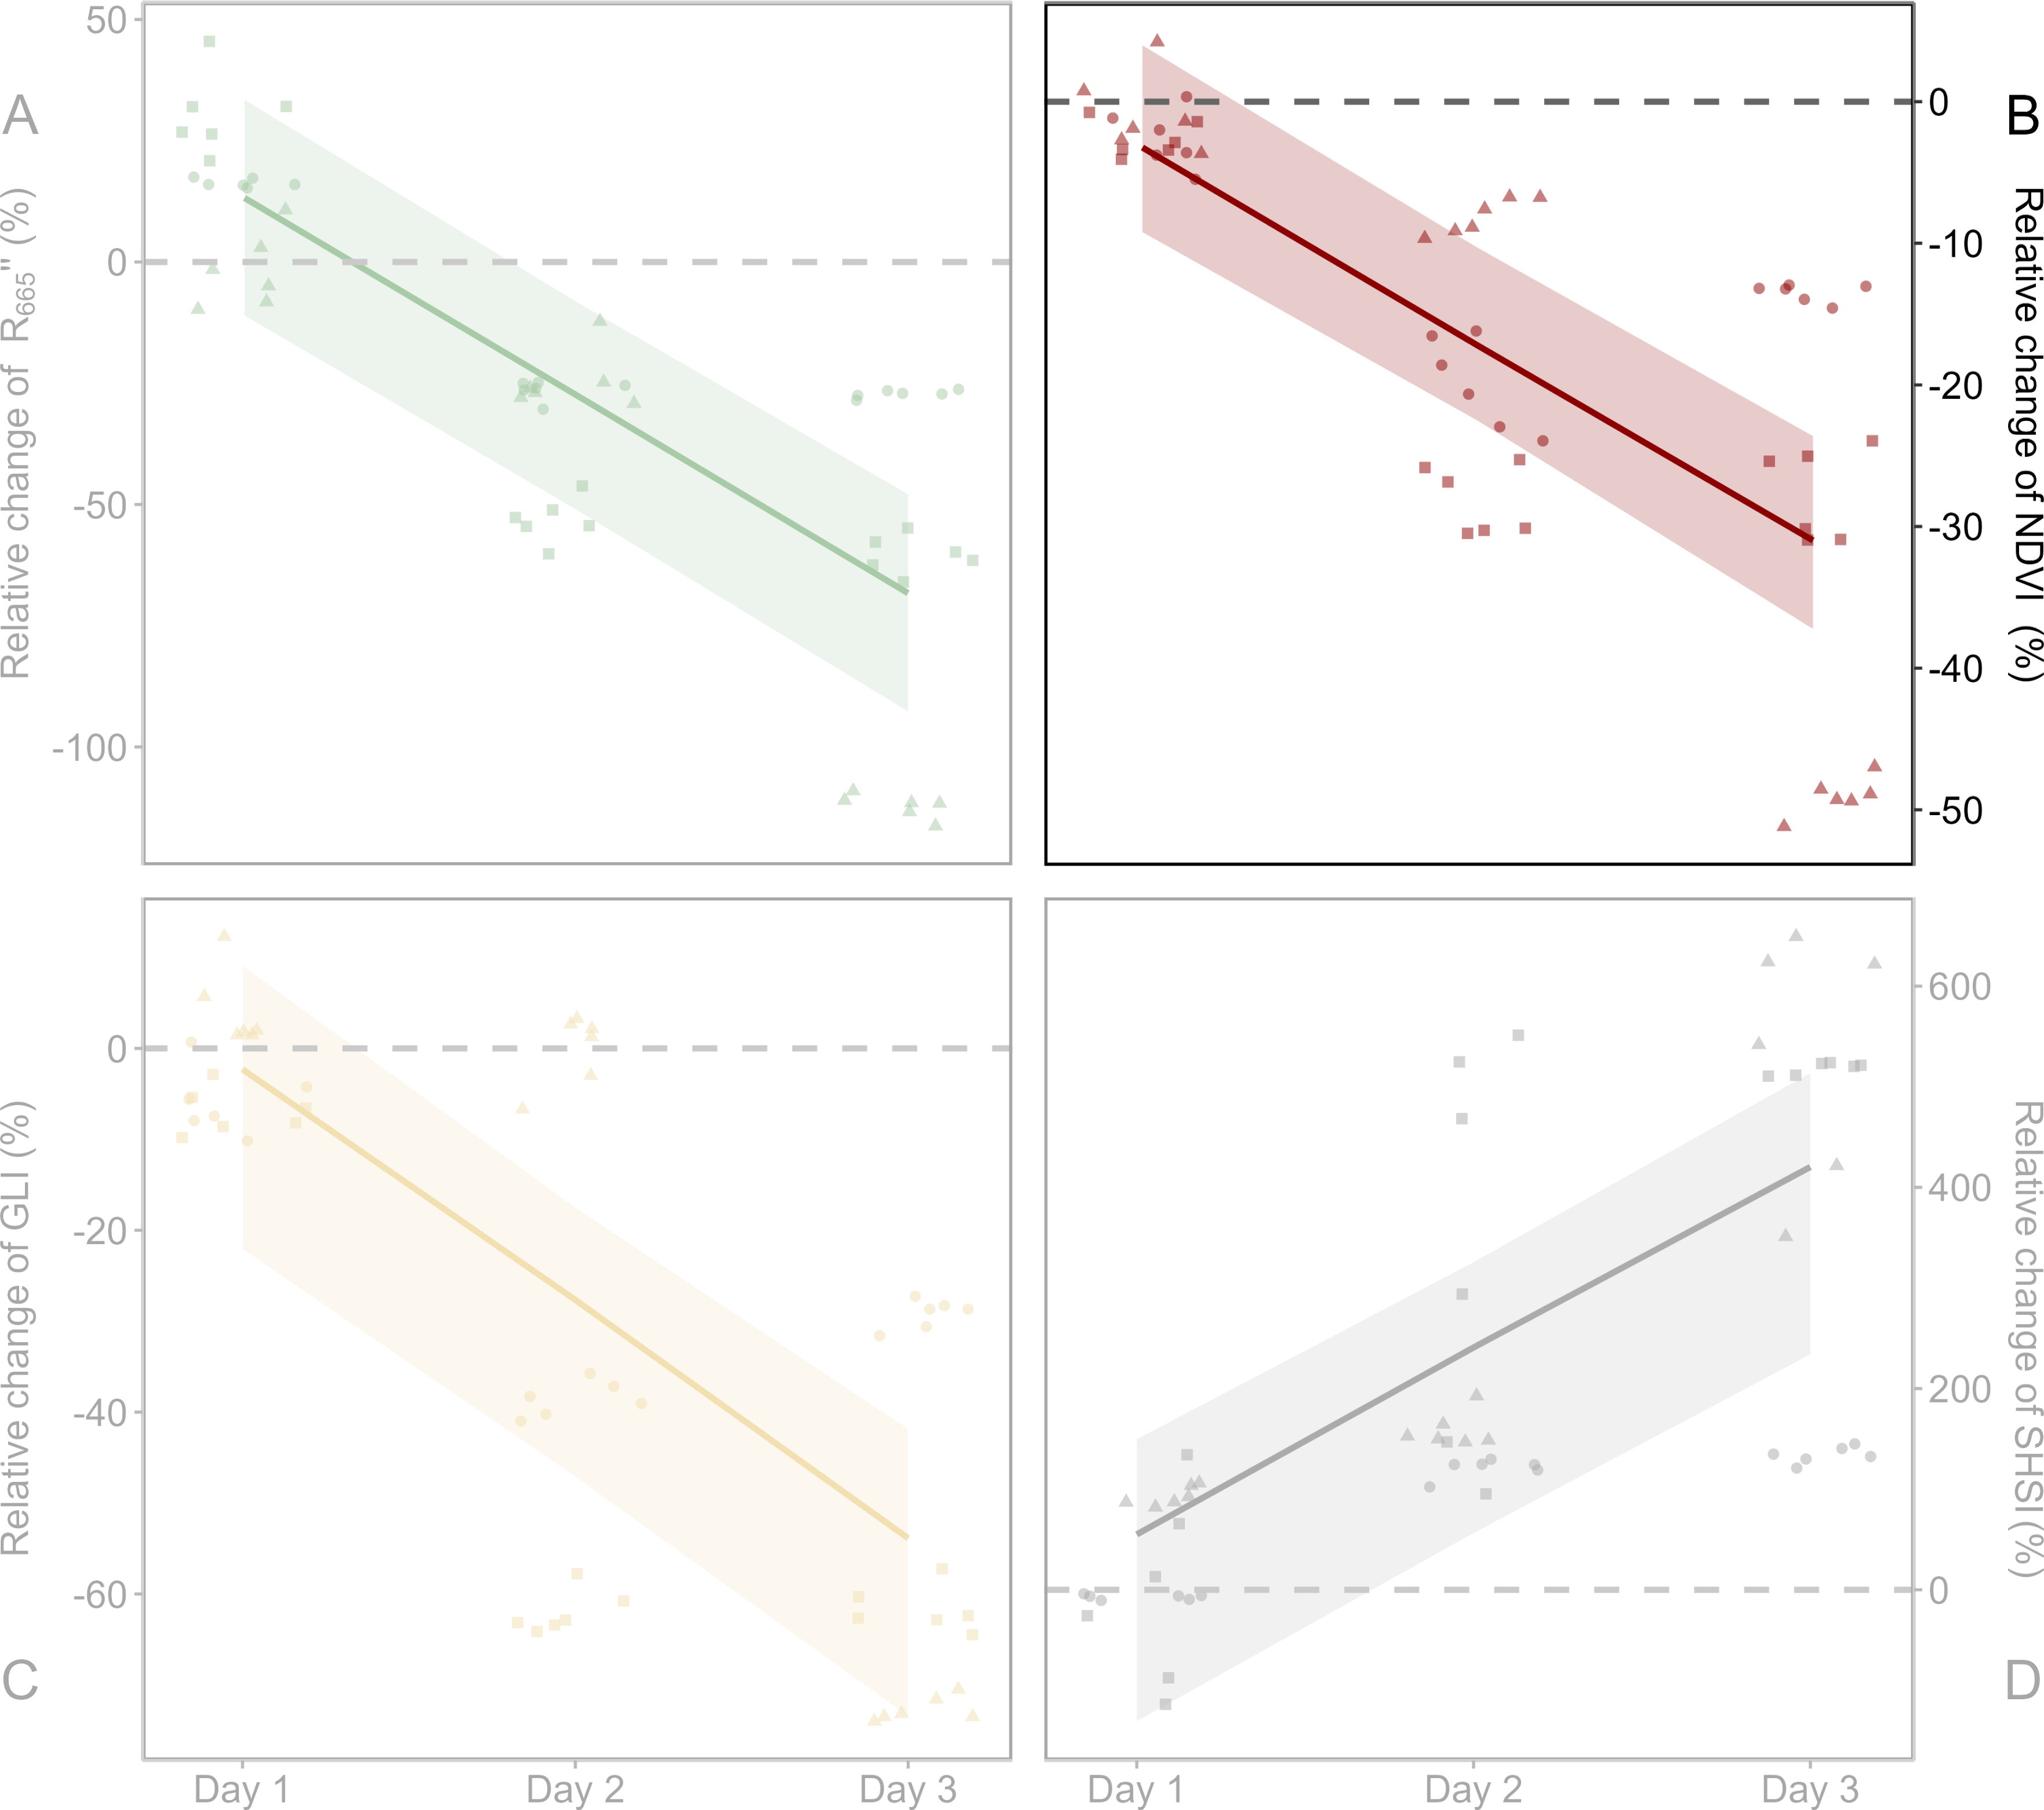 A
Relative change of R665" (%)
50
0
-50
-100
B
Relative change of NDVI (%)
0
-10
-20
-30
-40
-50
C
Relative change of GLI (%)
0
-20
-40
-60
Day 1
Day 2
Day 3
D
Relative change of SHSI (%)
600
400
200
0
Day 1
Day 2
Day 3